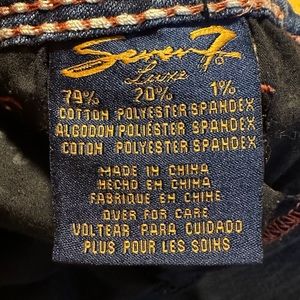 Seven7
Luxe
79% 20% 1%
COTTON POLYESTER SPANDEX
ALGODON POLIÉSTER SPANDEX
COTON POLYESTER SPANDEX
MADE IN CHINA
HECHO EN CHINA
FABRIQUE EN CHINE
OVER FOR CARE
VOLTEAR PARA CUIDADO
PLUS POUR LES SOINS